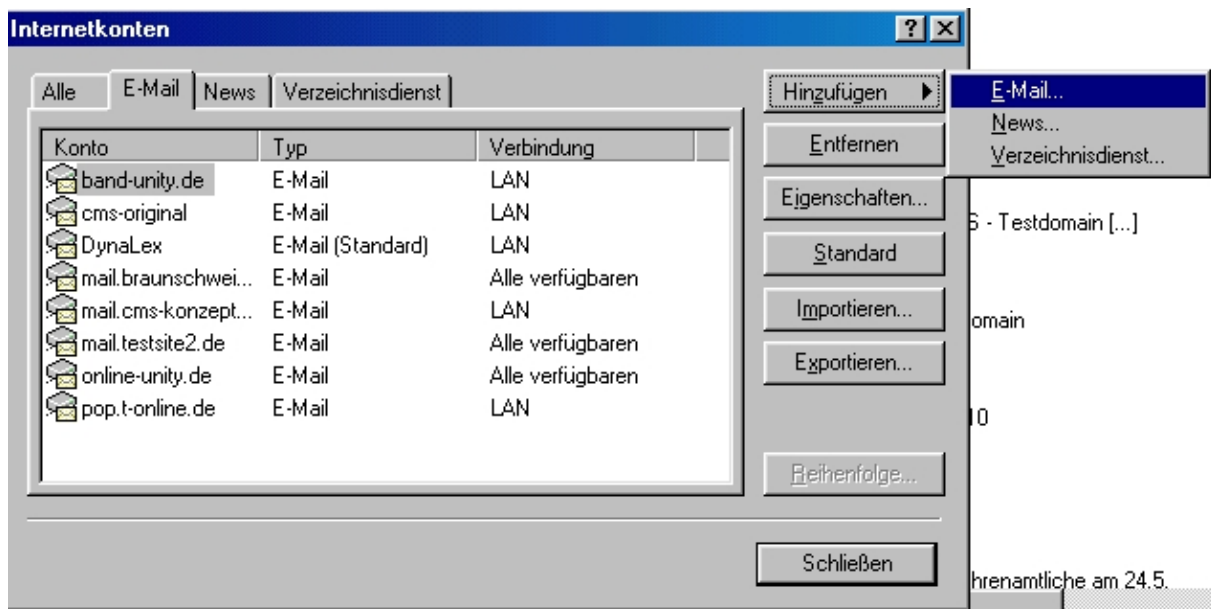 Internetkonten
Alle E-Mail News Verzeichnisdienst
Konto Typ Verbindung
band-unity.de E-Mail LAN
cms-original E-Mail LAN
DynaLex E-Mail (Standard) LAN
mail.braunschwei... E-Mail Alle verfügbaren
mail.cms-konzept... E-Mail LAN
mail.testsite2.de E-Mail Alle verfügbaren
online-unity.de E-Mail Alle verfügbaren
pop.t-online.de E-Mail LAN
Hinzufügen
Entfernen
Eigenschaften...
Standard
Importieren...
Exportieren...
Reihenfolge...
Schließen
E-Mail...
News...
Verzeichnisdienst...
S - Testdomain [...]
omain
10
hrenamtliche am 24.5.